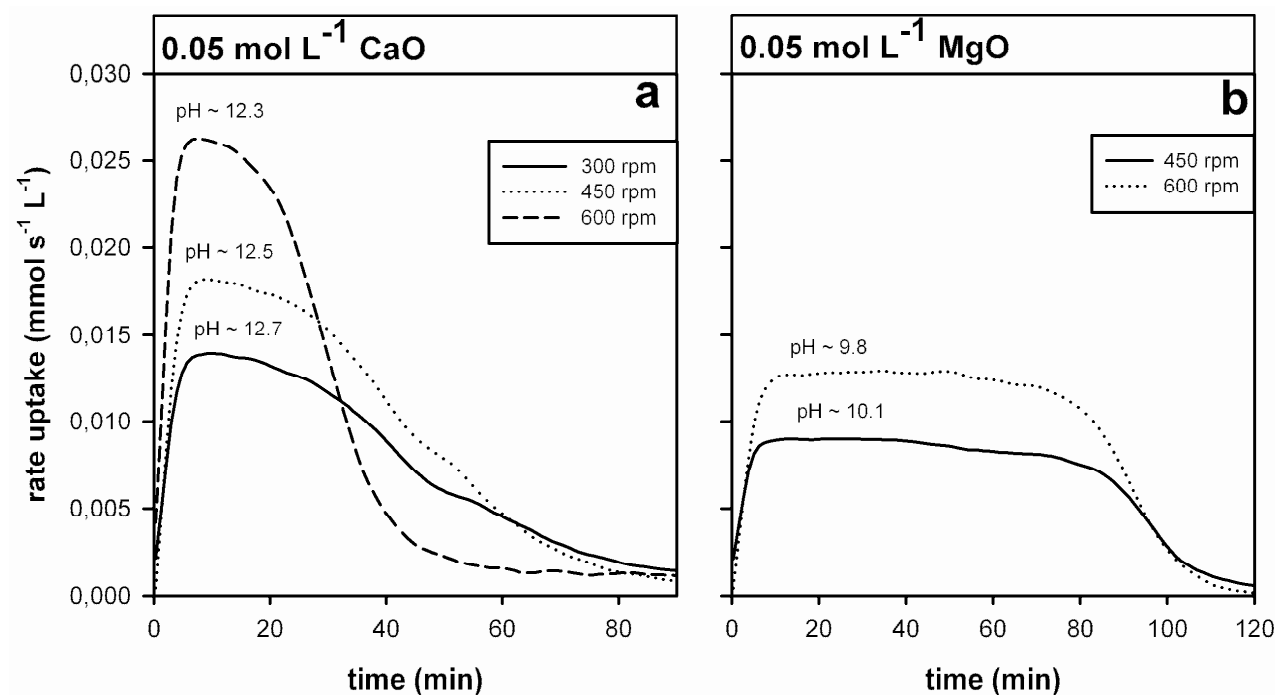 0.05 mol L-1 CaO
a
pH ~ 12.3
pH ~ 12.5
pH ~ 12.7
300 rpm
450 rpm
600 rpm
rate uptake (mmol s-1 L-1)
0,030
0,025
0,020
0,015
0,010
0,005
0,000
0 20 40 60 80
time (min)
0.05 mol L-1 MgO
b
450 rpm
600 rpm
pH ~ 9.8
pH ~ 10.1
0 20 40 60 80 100 120
time (min)